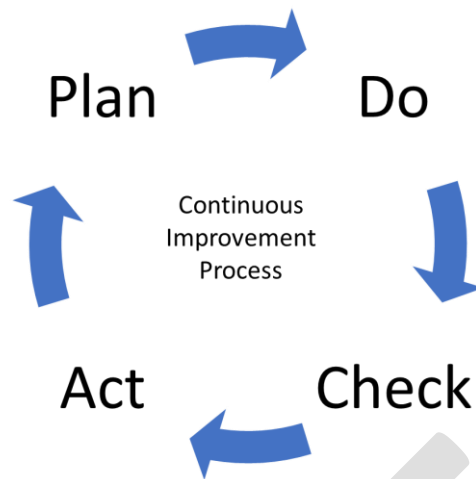 Plan
Do
Continuous
Improvement
Process
Act
Check